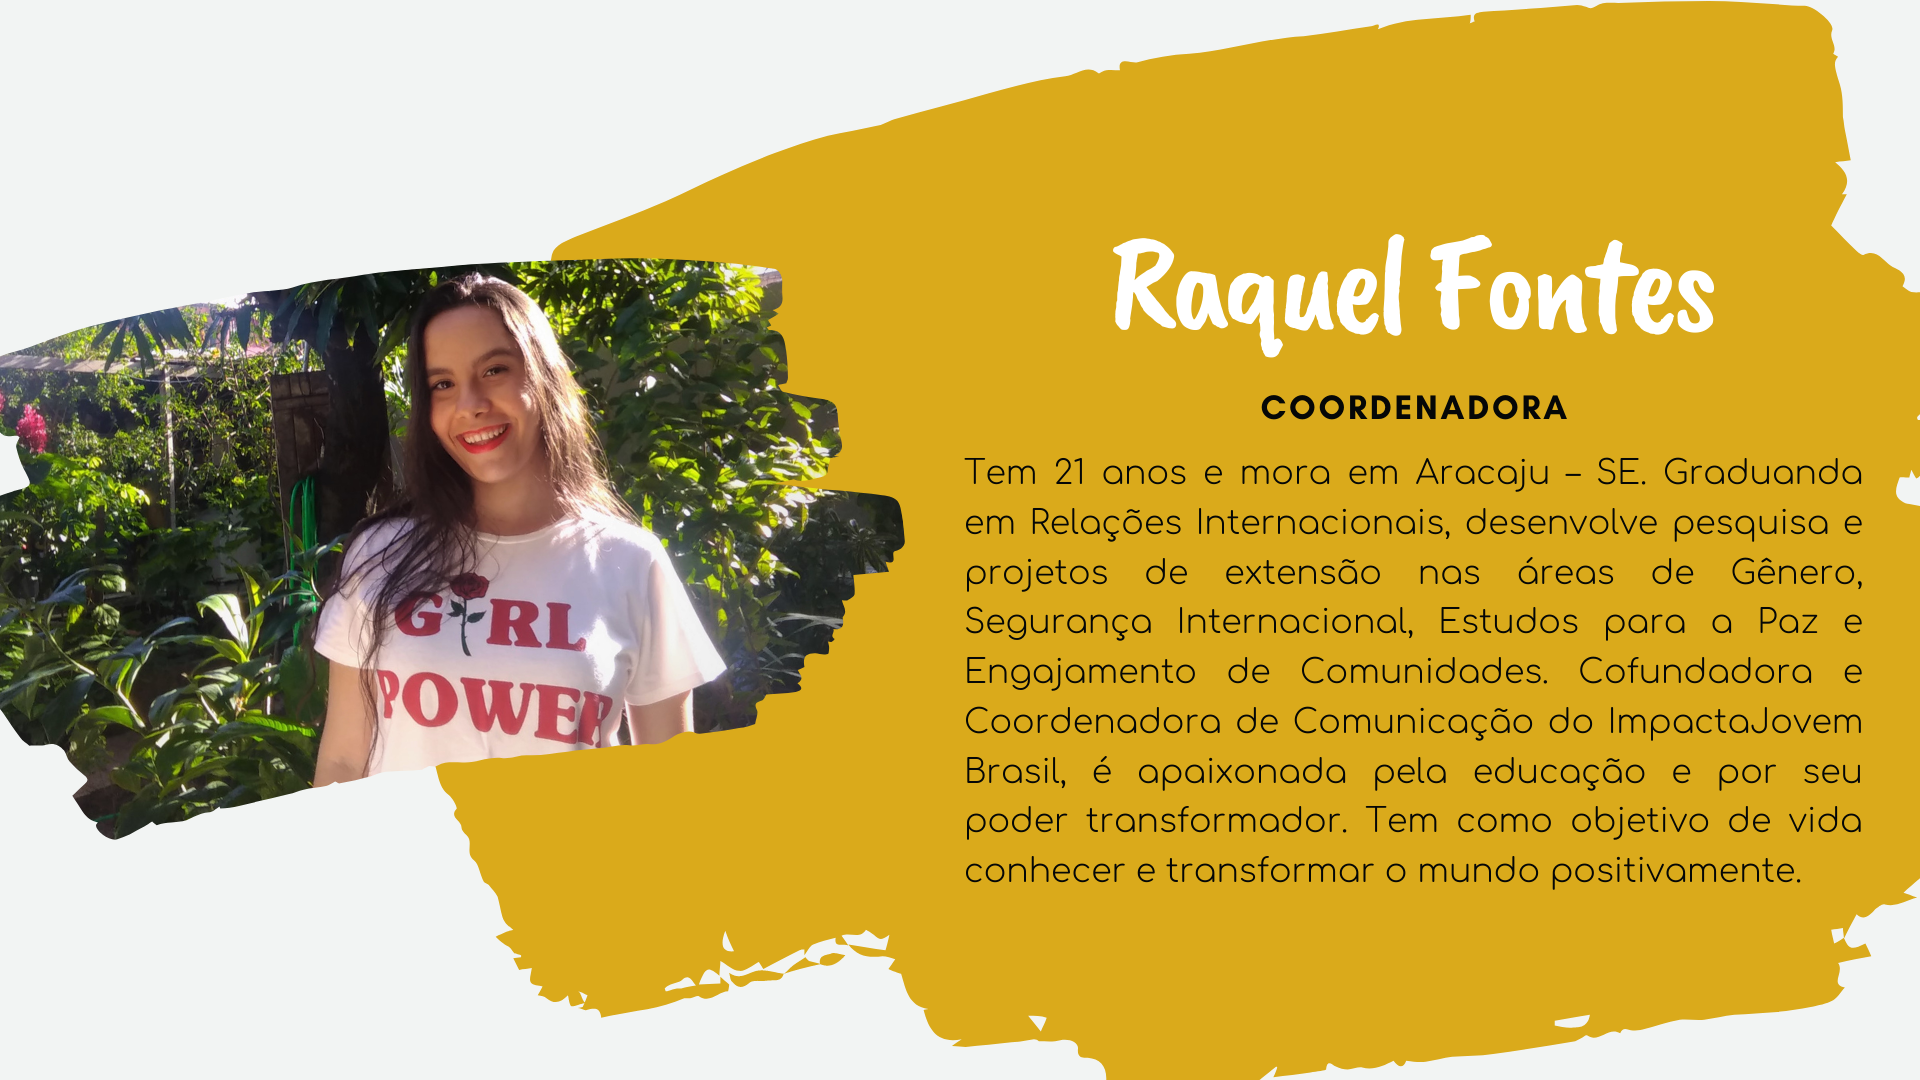 Raquel Fontes
COORDENADORA
Tem 21 anos e mora em Aracaju – SE. Graduanda
em Relações Internacionais, desenvolve pesquisa e
projetos de extensão nas áreas de Gênero,
Segurança Internacional, Estudos para a Paz e
Engajamento de Comunidades. Cofundadora e
Coordenadora de Comunicação do ImpactaJovem
Brasil, é apaixonada pela educação e por seu
poder transformador. Tem como objetivo de vida
conhecer e transformar o mundo positivamente.
G RL
POWER